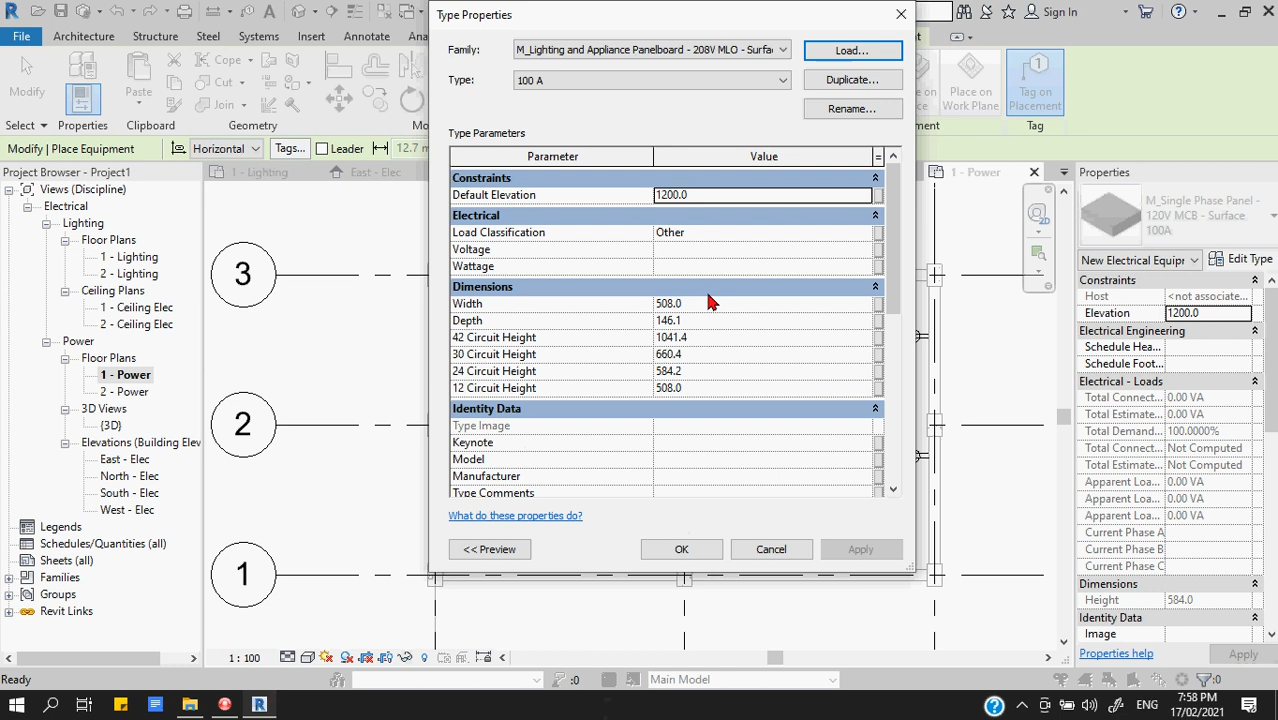 Type Properties
Sign In
File
Architecture
Structure
Steel
Systems
Insert
Annotate
Family:
M_Lighting and Appliance Panelboard - 208V MLO - Surfa
Load...
Type:
100 A
Duplicate...
Rename...
Modify
Paste
Cope
Cut
Join
Place on
Work Plane
Tag on
Placement
Select
Properties
Clipboard
Geometry
Tag
Type Parameters
Modify | Place Equipment
Horizontal
Tags...
Leader
12.7 m
Parameter
Value
=
Constraints
Default Elevation
1200.0
Electrical
Load Classification
Other
Voltage
Wattage
Dimensions
Width
508.0
Depth
146.1
42 Circuit Height
1041.4
30 Circuit Height
660.4
24 Circuit Height
584.2
12 Circuit Height
508.0
Identity Data
Type Image
Keynote
Model
Manufacturer
Type Comments
What do these properties do?
<< Preview
OK
Cancel
Apply
Project Browser - Project1
1 - Lighting
East - Elec
1 - Power
Views (Discipline)
Electrical
Lighting
Floor Plans
1 - Lighting
2 - Lighting
Ceiling Plans
1 - Ceiling Elec
2 - Ceiling Elec
Power
Floor Plans
1 - Power
2 - Power
3D Views
{3D}
Elevations (Building Elev
East - Elec
North - Elec
South - Elec
West - Elec
Legends
Schedules/Quantities (all)
Sheets (all)
Families
Groups
Revit Links
3
2
1
2D
Properties
M_Single Phase Panel -
120V MCB - Surface
100A
New Electrical Equipr
Edit Type
Constraints
Host
<not associate...
Elevation
1200.0
Electrical Engineering
Schedule Hea...
Schedule Foot...
Electrical - Loads
Total Connect...
0.00 VA
Total Estimate...
0.00 VA
Total Demand...
100.0000%
Total Connect...
Not Computed
Total Estimate...
Not Computed
Apparent Loa...
0.00 VA
Apparent Loa...
0.00 VA
Apparent Loa...
0.00 VA
Current Phase A
Current Phase B
Current Phase C
Dimensions
Height
584.0
Identity Data
Image
Properties help
Apply
1 : 100
Ready
:0
Main Model
:0
ENG
7:58 PM
17/02/2021